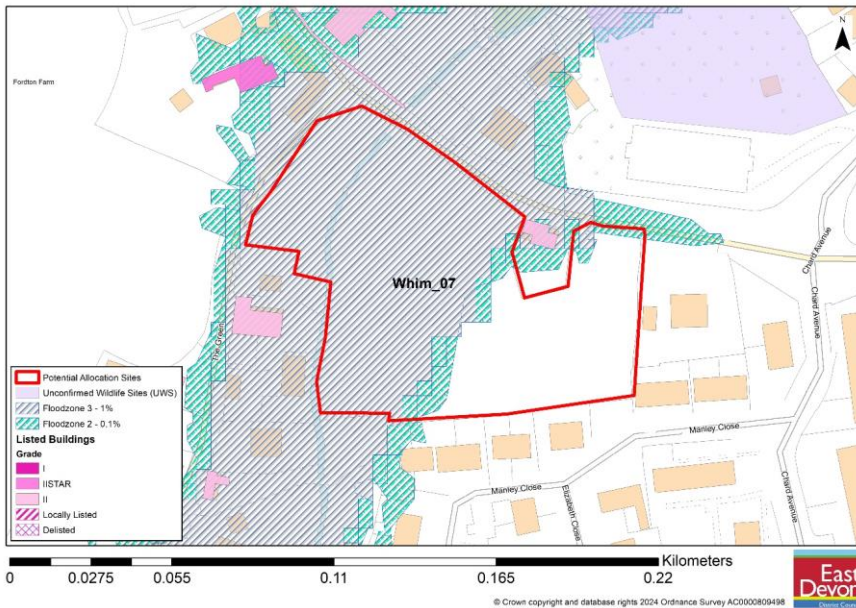 N
Fordton Farm
Whim_07
The Green
Chard Avenue
Chard Avenue
Manley Close
Manley Close
Elizabeth Close
Chard Avenue
Potential Allocation Sites
Unconfirmed Wildlife Sites (UWS)
Floodzone 3 - 1%
Floodzone 2 - 0.1%
Listed Buildings
Grade
I
IISTAR
II
Locally Listed
Delisted
Kilometers
0 0.0275 0.055 0.11 0.165 0.22
© Crown copyright and database rights 2024 Ordnance Survey AC0000809498
East
Devon
District Council